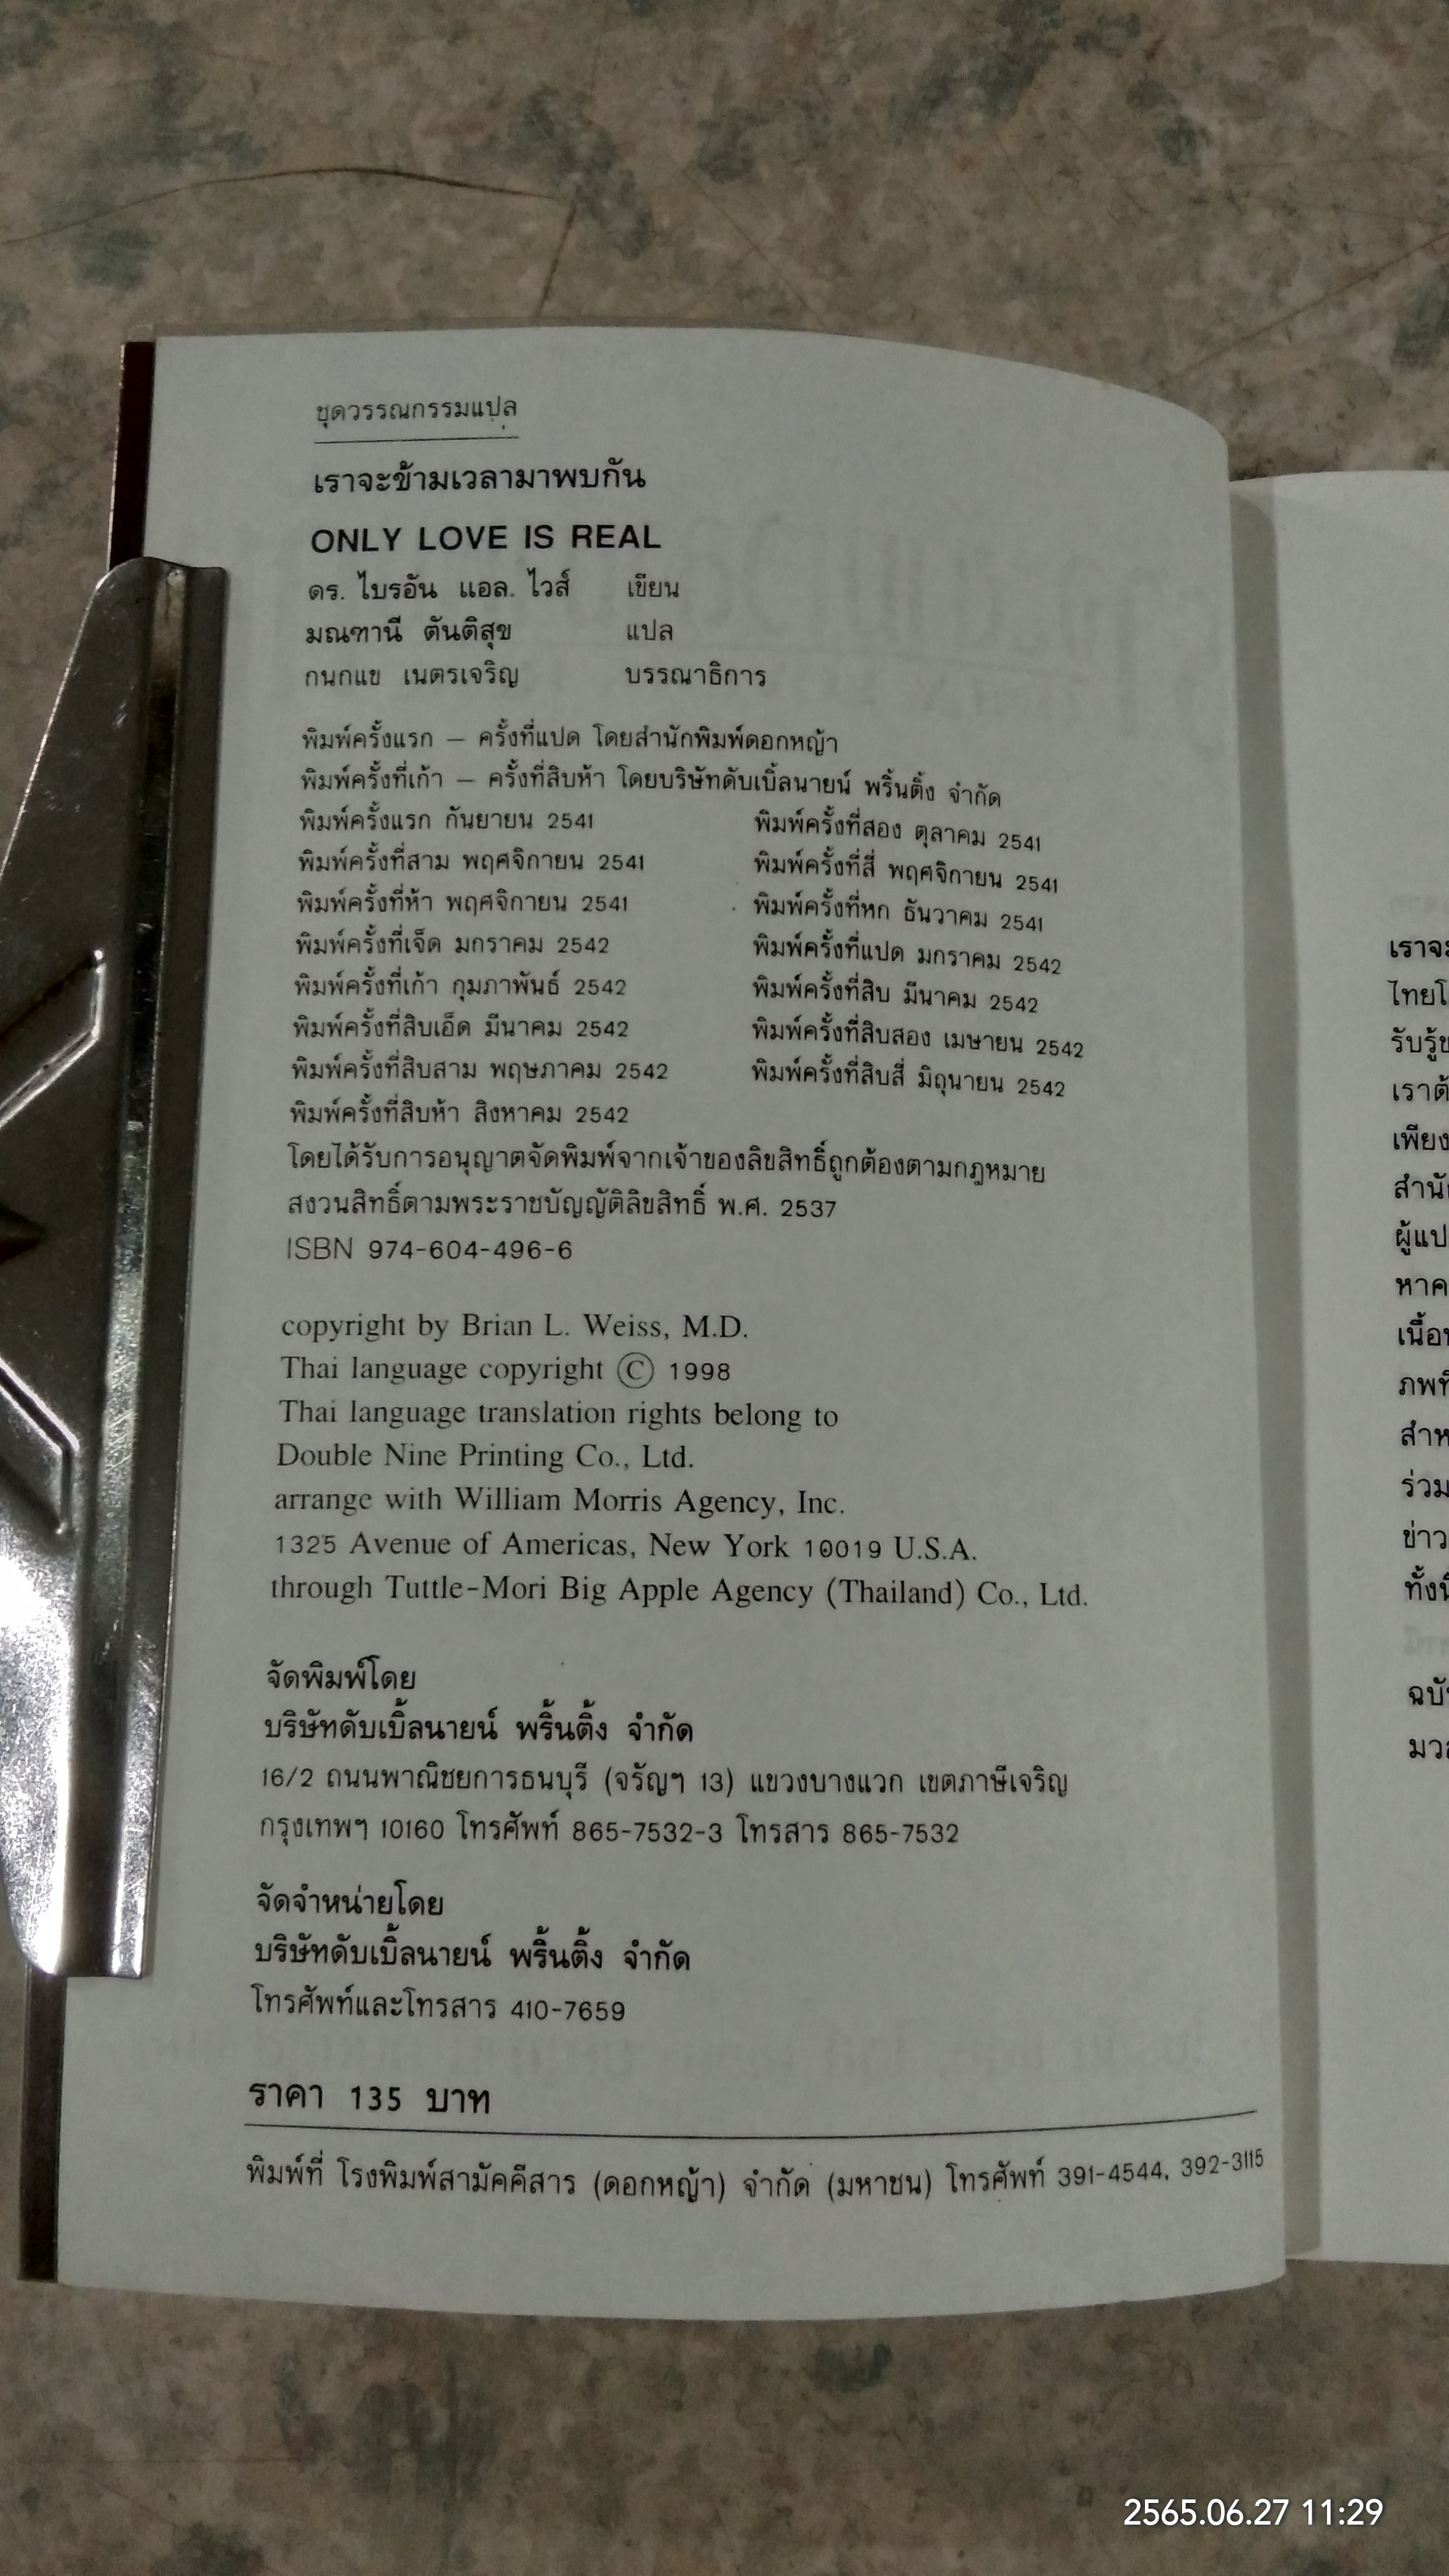 ชุดวรรณกรรมแปล
เราจะข้ามเวลามาพบกัน
ONLY LOVE IS REAL
ดร. ไบรอัน แอล. ไวส์ เขียน
มณฑานี ตันติสุข แปล
กนกแข เนตรเจริญ บรรณาธิการ
พิมพ์ครั้งแรก – ครั้งที่แปด โดยสำนักพิมพ์ดอกหญ้า
พิมพ์ครั้งที่เก้า – ครั้งที่สิบห้า โดยบริษัทดับเบิ้ลนายน์ พริ้นติ้ง จำกัด
พิมพ์ครั้งแรก กันยายน 2541 พิมพ์ครั้งที่สอง ตุลาคม 2541
พิมพ์ครั้งที่สาม พฤศจิกายน 2541 พิมพ์ครั้งที่สี่ พฤศจิกายน 2541
พิมพ์ครั้งที่ห้า พฤศจิกายน 2541 พิมพ์ครั้งที่หก ธันวาคม 2541
พิมพ์ครั้งที่เจ็ด มกราคม 2542 พิมพ์ครั้งที่แปด มกราคม 2542
พิมพ์ครั้งที่เก้า กุมภาพันธ์ 2542 พิมพ์ครั้งที่สิบ มีนาคม 2542
พิมพ์ครั้งที่สิบเอ็ด มีนาคม 2542 พิมพ์ครั้งที่สิบสอง เมษายน 2542
พิมพ์ครั้งที่สิบสาม พฤษภาคม 2542 พิมพ์ครั้งที่สิบสี่ มิถุนายน 2542
พิมพ์ครั้งที่สิบห้า สิงหาคม 2542
โดยได้รับการอนุญาตจัดพิมพ์จากเจ้าของลิขสิทธิ์ถูกต้องตามกฎหมาย
สงวนสิทธิ์ตามพระราชบัญญัติลิขสิทธิ์ พ.ศ. 2537
ISBN 974-604-496-6
copyright by Brian L. Weiss, M.D.
Thai language copyright © 1998
Thai language translation rights belong to
Double Nine Printing Co., Ltd.
arrange with William Morris Agency, Inc.
1325 Avenue of Americas, New York 10019 U.S.A.
through Tuttle-Mori Big Apple Agency (Thailand) Co., Ltd.
จัดพิมพ์โดย
บริษัทดับเบิ้ลนายน์ พริ้นติ้ง จำกัด
16/2 ถนนพาณิชยการธนบุรี (จรัญฯ 13) แขวงบางแวก เขตภาษีเจริญ
กรุงเทพฯ 10160 โทรศัพท์ 865-7532-3 โทรสาร 865-7532
จัดจำหน่ายโดย
บริษัทดับเบิ้ลนายน์ พริ้นติ้ง จำกัด
โทรศัพท์และโทรสาร 410-7659
ราคา 135 บาท
พิมพ์ที่ โรงพิมพ์สามัคคีสาร (ดอกหญ้า) จำกัด (มหาชน) โทรศัพท์ 391-4544, 392-3115
2565.06.27 11:29